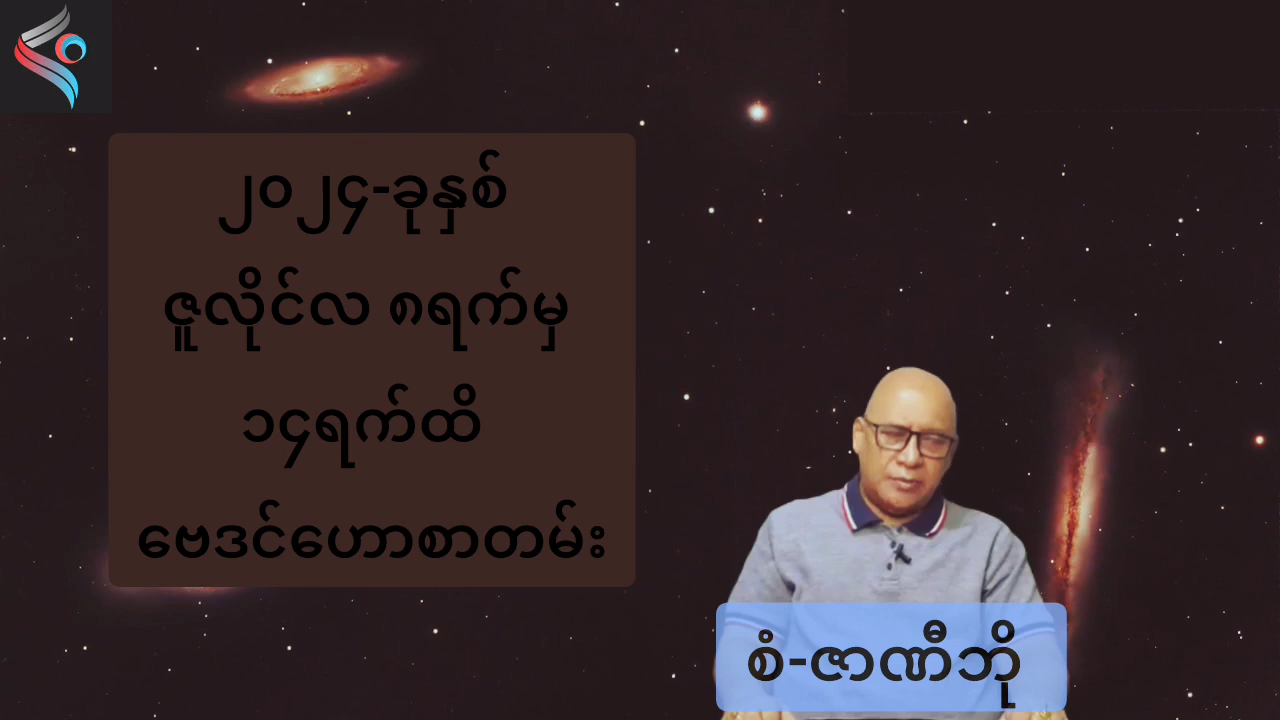 ၂၀၂၄-ခုနှစ်
ဇူလိုင်လ ၈ရက်မှ
၁၄ရက်ထိ
ဗေဒင်ဟောစာတမ်း
စံ-ဇာဏီဘို